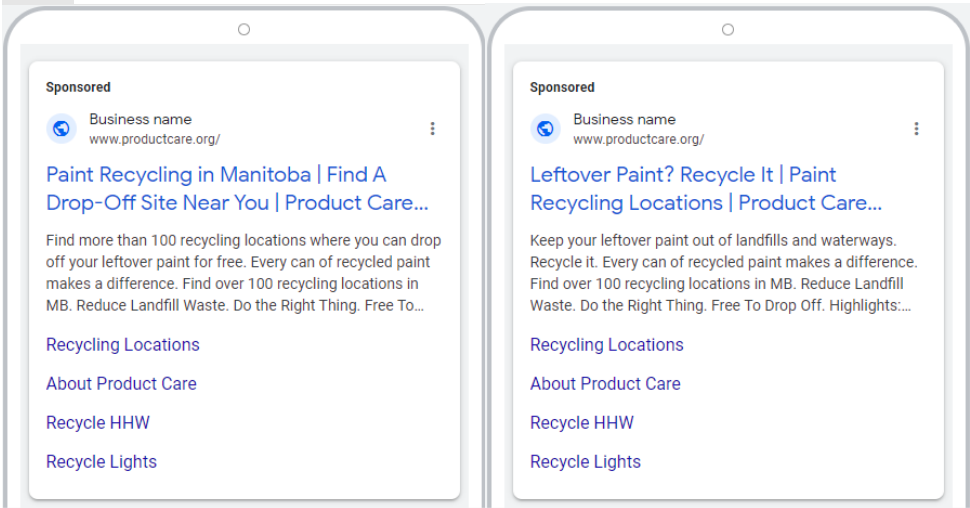 Sponsored
Business name
www.productcare.org/
Paint Recycling in Manitoba | Find A
Drop-Off Site Near You | Product Care...
Find more than 100 recycling locations where you can drop
off your leftover paint for free. Every can of recycled paint
makes a difference. Find over 100 recycling locations in
MB. Reduce Landfill Waste. Do the Right Thing. Free To...
Recycling Locations
About Product Care
Recycle HHW
Recycle Lights
Sponsored
Business name
www.productcare.org/
Leftover Paint? Recycle It | Paint
Recycling Locations | Product Care...
Keep your leftover paint out of landfills and waterways.
Recycle it. Every can of recycled paint makes a difference.
Find over 100 recycling locations in MB. Reduce Landfill
Waste. Do the Right Thing. Free To Drop Off. Highlights:...
Recycling Locations
About Product Care
Recycle HHW
Recycle Lights